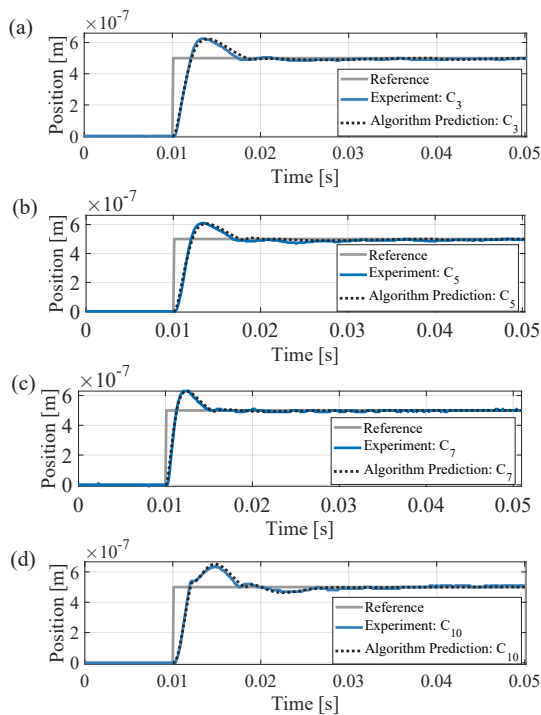 (a)
×10⁻⁷
Position [m]
6
4
2
0
Reference
Experiment: C₃
Algorithm Prediction: C₃
0 0.01 0.02 0.03 0.04 0.05
Time [s]
(b)
×10⁻⁷
Position [m]
6
4
2
0
Reference
Experiment: C₅
Algorithm Prediction: C₅
0 0.01 0.02 0.03 0.04 0.05
Time [s]
(c)
×10⁻⁷
Position [m]
6
4
2
0
Reference
Experiment: C₇
Algorithm Prediction: C₇
0 0.01 0.02 0.03 0.04 0.05
Time [s]
(d)
×10⁻⁷
Position [m]
6
4
2
0
Reference
Experiment: C₁₀
Algorithm Prediction: C₁₀
0 0.01 0.02 0.03 0.04 0.05
Time [s]